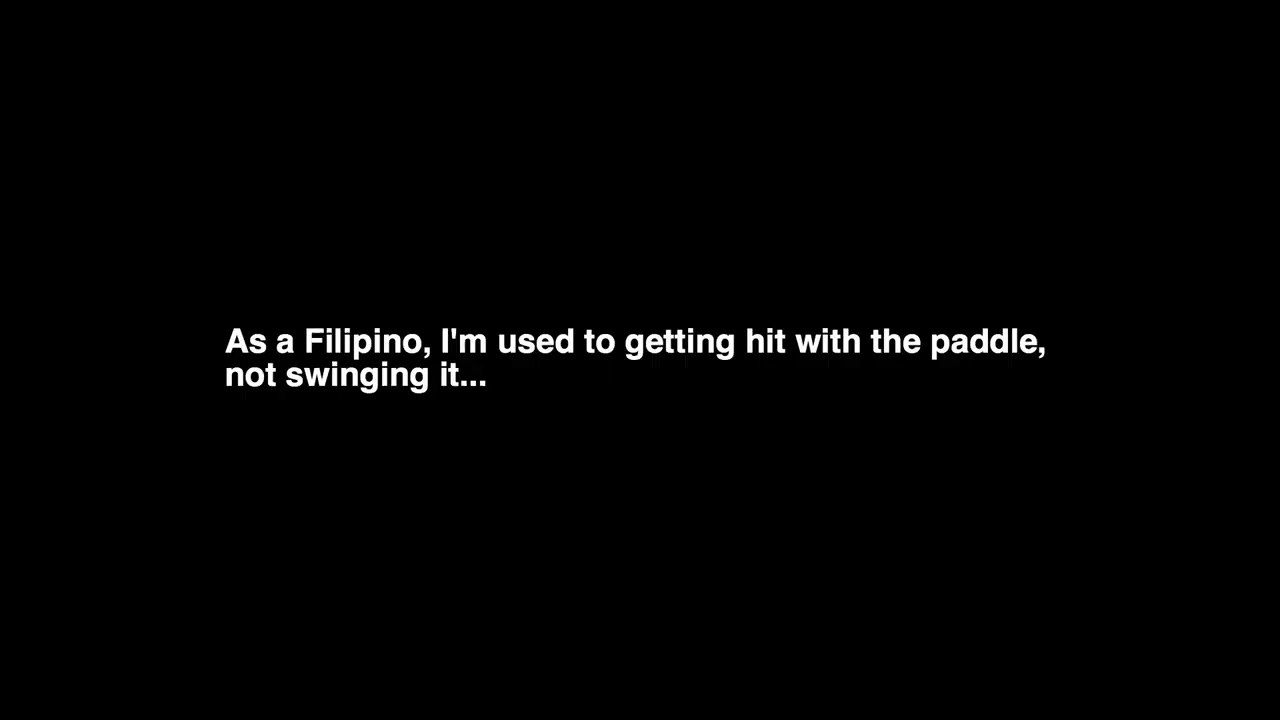 As a Filipino, I'm used to getting hit with the paddle,
not swinging it...